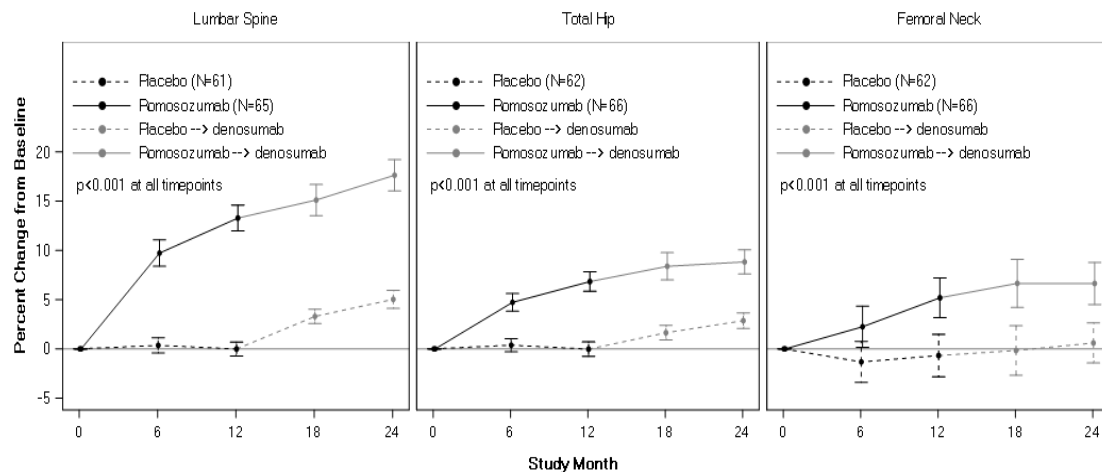 Lumbar Spine
Total Hip
Femoral Neck
Percent Change from Baseline
20
15
10
5
0
-5
Placebo (N=61)
Romosozumab (N=65)
Placebo --> denosumab
Romosozumab --> denosumab
p<0.001 at all timepoints
Placebo (N=62)
Romosozumab (N=66)
Placebo --> denosumab
Romosozumab --> denosumab
p<0.001 at all timepoints
Placebo (N=62)
Romosozumab (N=66)
Placebo --> denosumab
Romosozumab --> denosumab
p<0.001 at all timepoints
0 6 12 18 24
0 6 12 18 24
0 6 12 18 24
Study Month